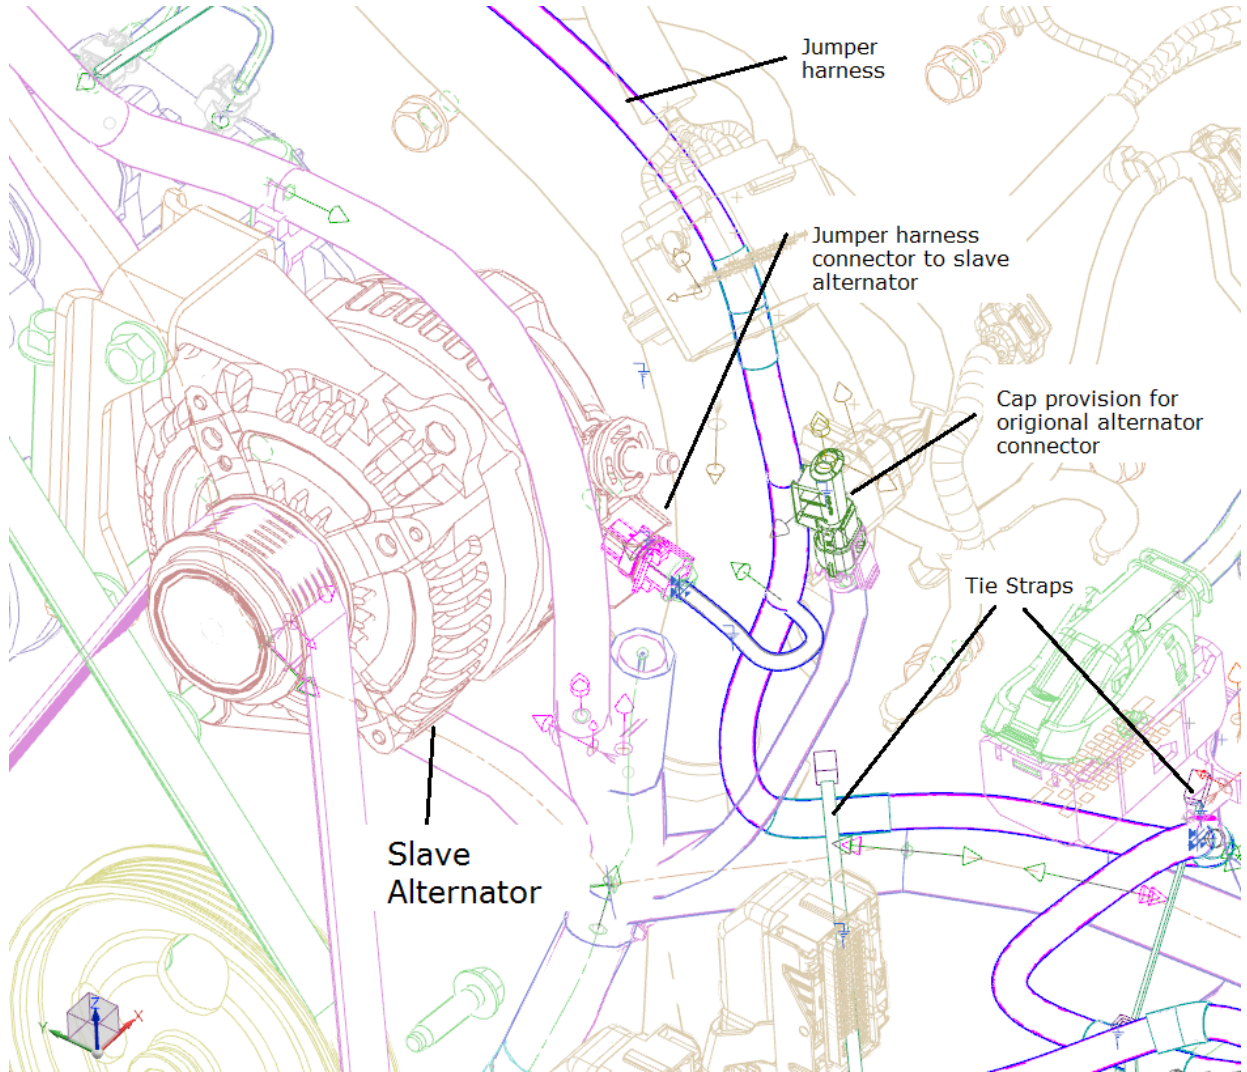 Jumper
harness
Jumper harness
connector to slave
alternator
Cap provision for
origional alternator
connector
Tie Straps
Slave
Alternator
Z
Y
X